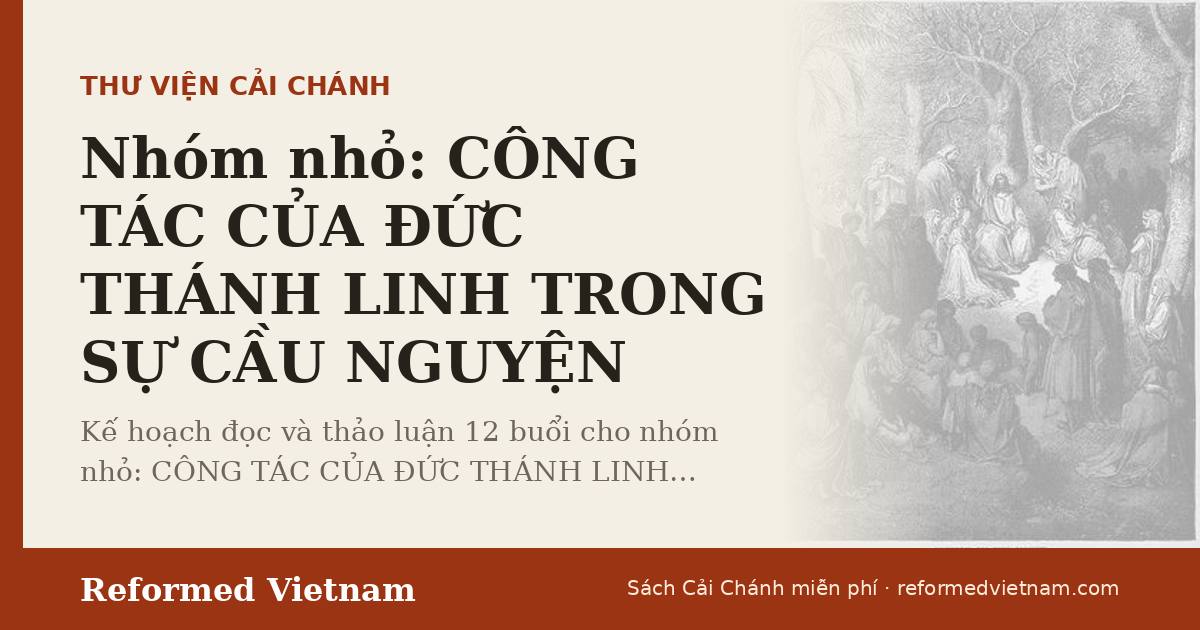 THƯ VIỆN CẢI CHÁNH
Nhóm nhỏ: CÔNG
TÁC CỦA ĐỨC
THÁNH LINH TRONG
SỰ CẦU NGUYỆN
Kế hoạch đọc và thảo luận 12 buổi cho nhóm
nhỏ: CÔNG TÁC CỦA ĐỨC THÁNH LINH...
Reformed Vietnam
Sách Cải Chánh miễn phí · reformedvietnam.com